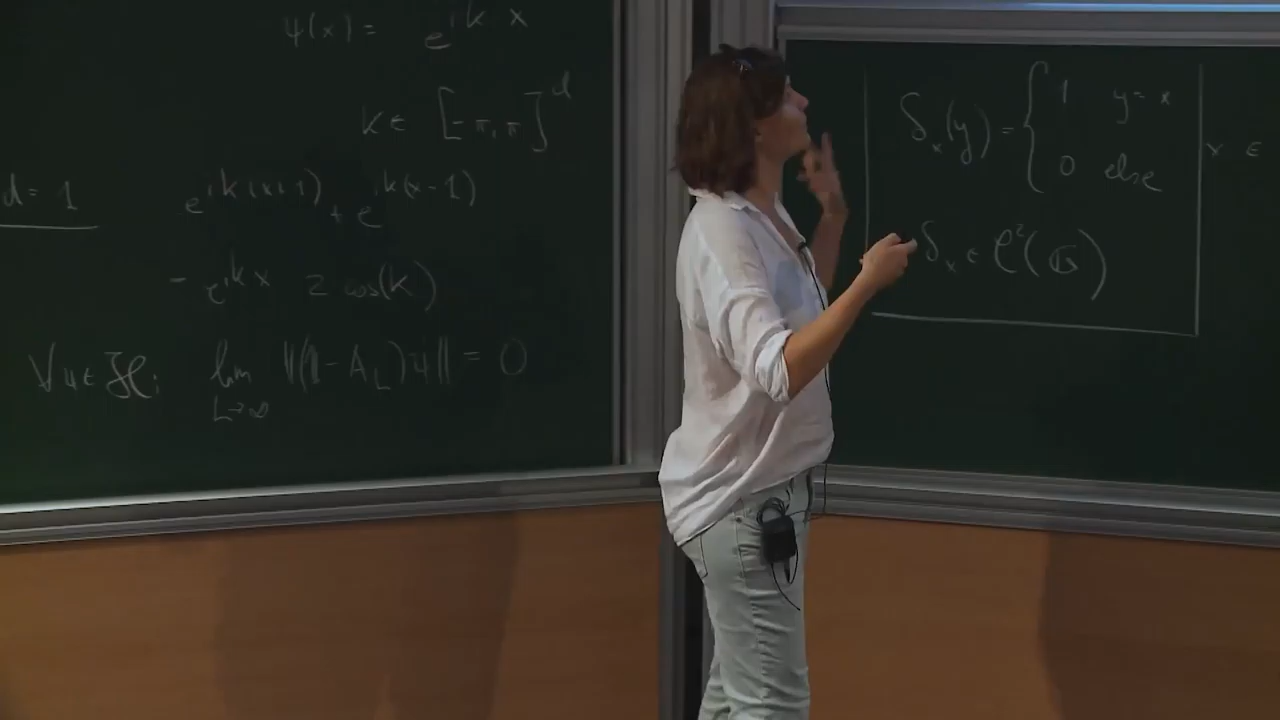 ψ(x) = e^{ik x}
k ∈ [-π, π]^d
d = 1
e^{ik(x+1)} + e^{ik(x-1)}
= e^{ikx} 2 cos(k)
∀ψ ∈ ℋ, lim_{L→∞} ‖(1 - A_L)ψ‖ = 0
δ_x(y) = { 1 y = x
0 else
x ∈
δ_x ∈ ℓ²(G)